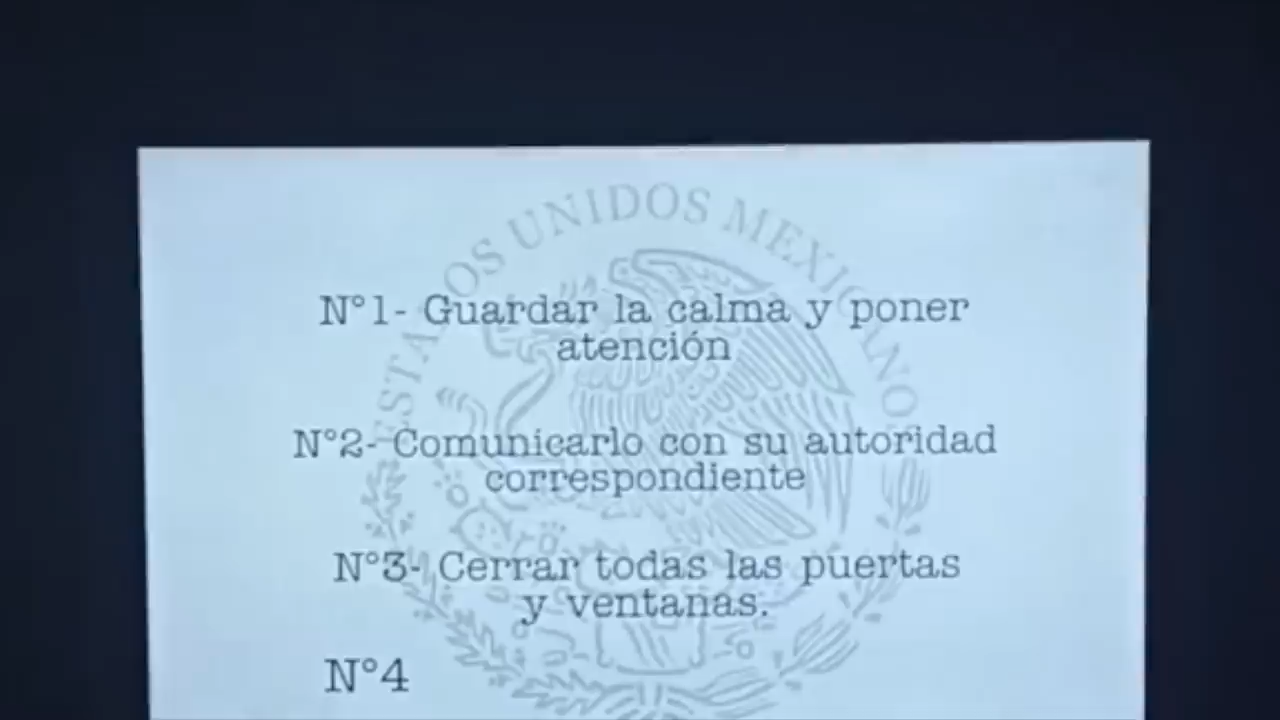 ESTADOS UNIDOS MEXICANOS
N°1- Guardar la calma y poner
atención
N°2- Comunicarlo con su autoridad
correspondiente
N°3- Cerrar todas las puertas
y ventanas.
N°4